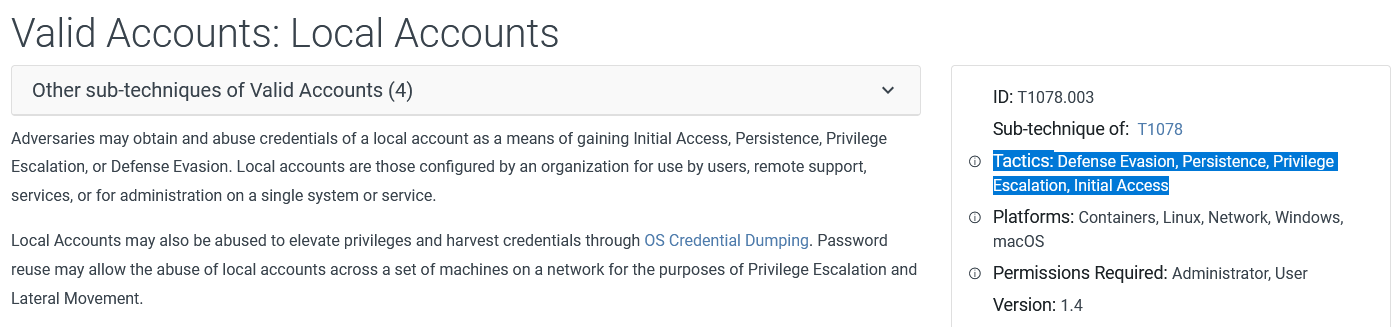 Valid Accounts: Local Accounts
Other sub-techniques of Valid Accounts (4)
Adversaries may obtain and abuse credentials of a local account as a means of gaining Initial Access, Persistence, Privilege
Escalation, or Defense Evasion. Local accounts are those configured by an organization for use by users, remote support,
services, or for administration on a single system or service.
Local Accounts may also be abused to elevate privileges and harvest credentials through OS Credential Dumping. Password
reuse may allow the abuse of local accounts across a set of machines on a network for the purposes of Privilege Escalation and
Lateral Movement.
ID: T1078.003
Sub-technique of: T1078
Tactics: Defense Evasion, Persistence, Privilege
Escalation, Initial Access
Platforms: Containers, Linux, Network, Windows,
macOS
Permissions Required: Administrator, User
Version: 1.4